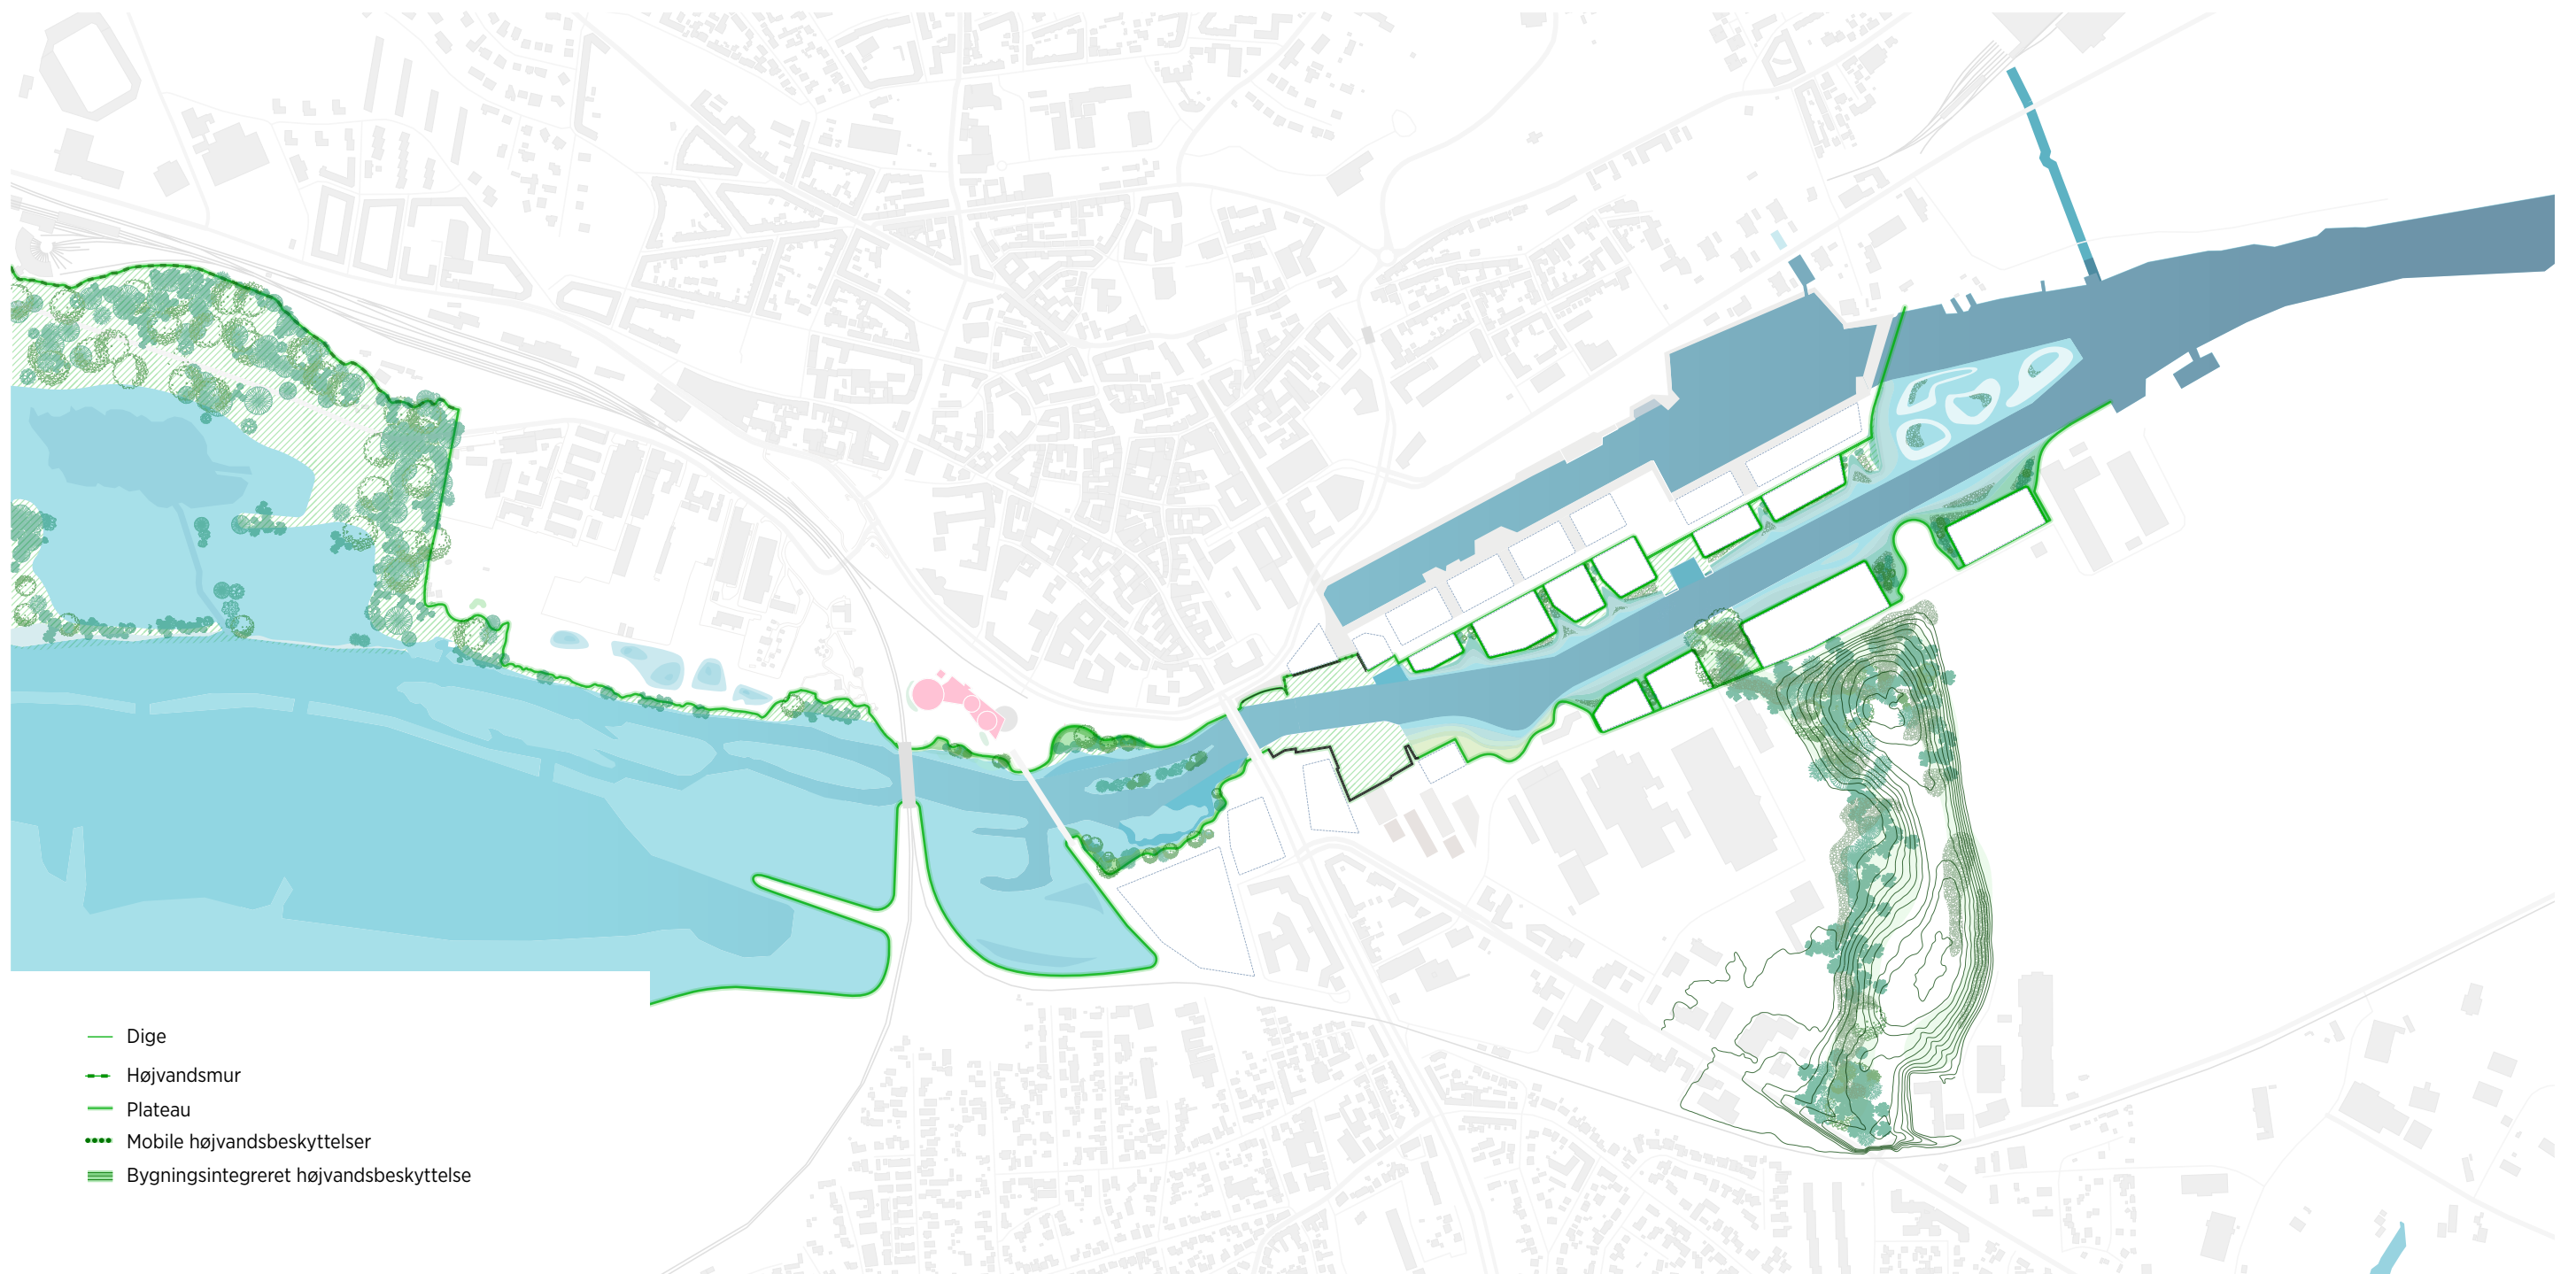 Dige
Højvandsmur
Plateau
Mobile højvandsbeskyttelser
Bygningsintegreret højvandsbeskyttelse